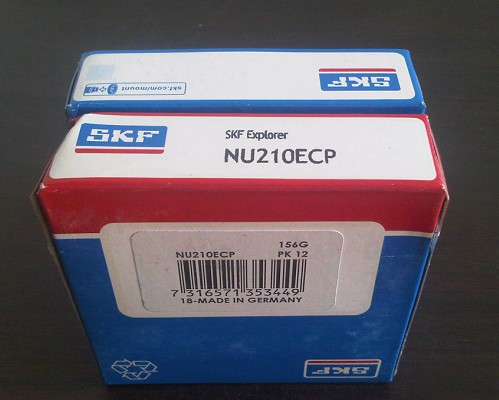 SKF
skf.com/mount
SKF
SKF Explorer
NU210ECP
156G
NU210ECP PK 12
7 316571 353449
18-MADE IN GERMANY
SKF